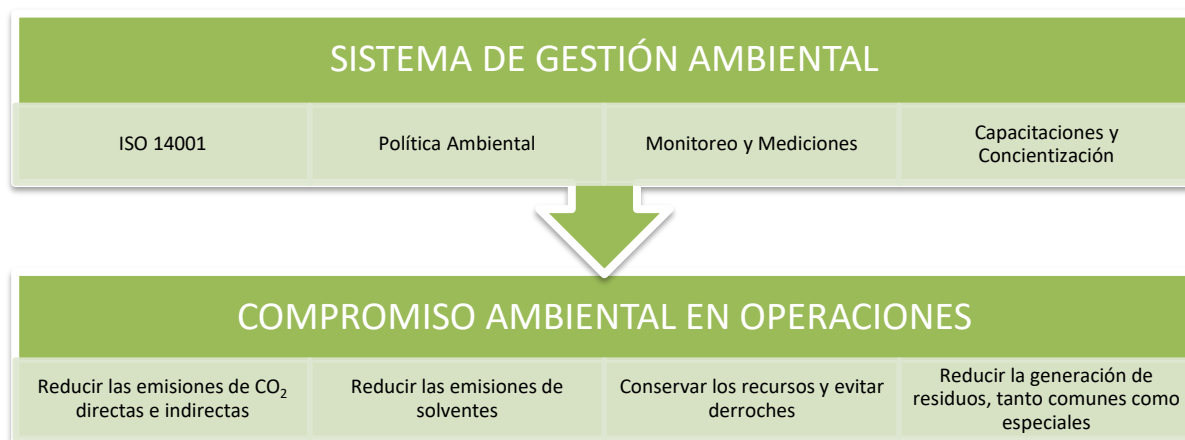 SISTEMA DE GESTIÓN AMBIENTAL
ISO 14001
Política Ambiental
Monitoreo y Mediciones
Capacitaciones y
Concientización
COMPROMISO AMBIENTAL EN OPERACIONES
Reducir las emisiones de CO₂
directas e indirectas
Reducir las emisiones de
solventes
Conservar los recursos y evitar
derroches
Reducir la generación de
residuos, tanto comunes como
especiales